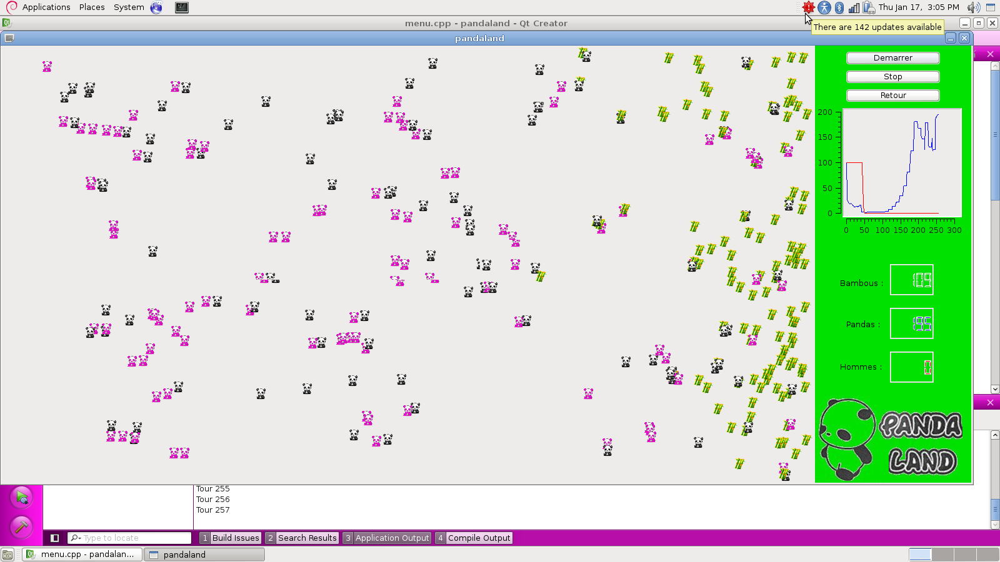 Applications Places System
Thu Jan 17, 3:05 PM
menu.cpp - pandaland - Qt Creator
There are 142 updates available
pandaland
Demarrer
Stop
Retour
200
150
100
50
0
0 50 100 150 200 250 300
Bambous :
Pandas : 195
Hommes : 0
PANDA
LAND
Tour 255
Tour 256
Tour 257
Type to locate
1 Build Issues 2 Search Results 3 Application Output 4 Compile Output
menu.cpp - pandalan... pandaland